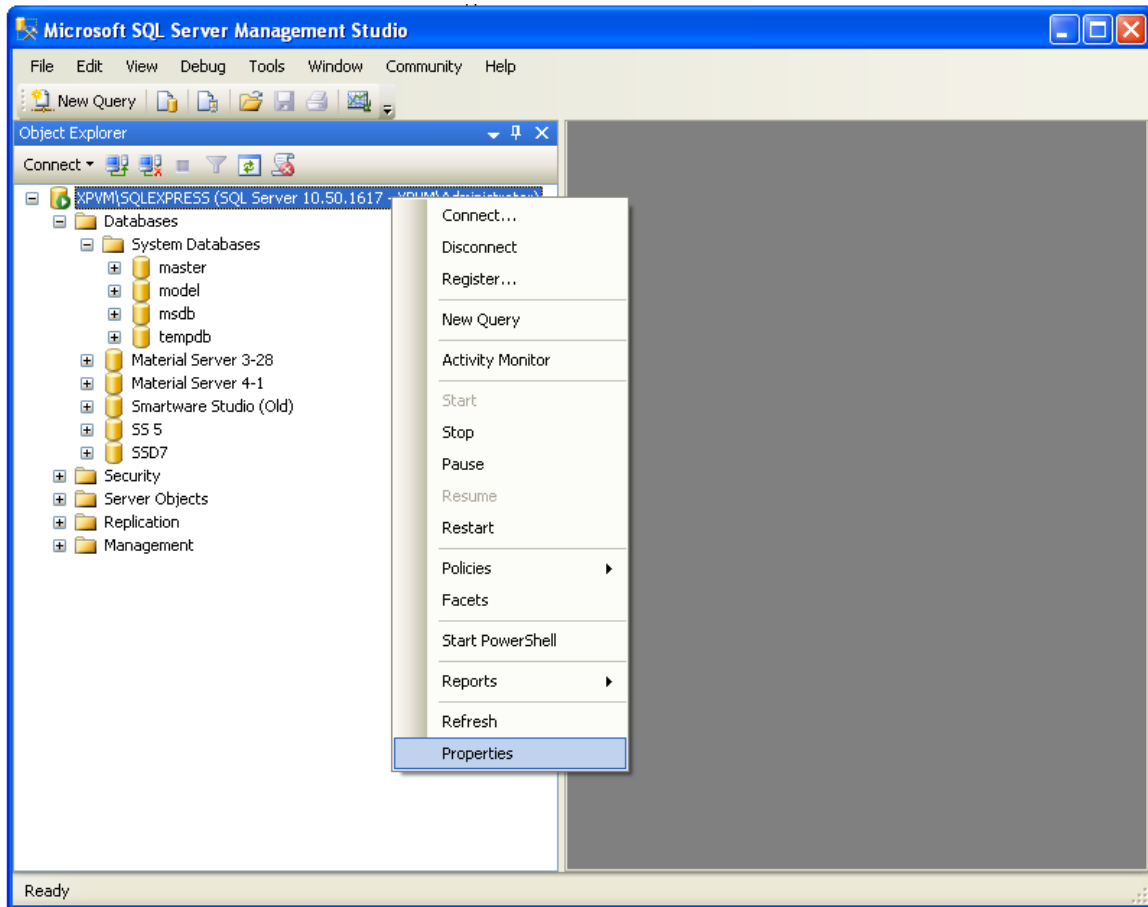 Microsoft SQL Server Management Studio
File Edit View Debug Tools Window Community Help
New Query
Object Explorer
Connect
XPVM\SQLEXPRESS (SQL Server 10.50.1617 - XPVM\Administrator)
Databases
System Databases
master
model
msdb
tempdb
Material Server 3-28
Material Server 4-1
Smartware Studio (Old)
SS 5
SSD7
Security
Server Objects
Replication
Management
Connect...
Disconnect
Register...
New Query
Activity Monitor
Start
Stop
Pause
Resume
Restart
Policies
Facets
Start PowerShell
Reports
Refresh
Properties
Ready